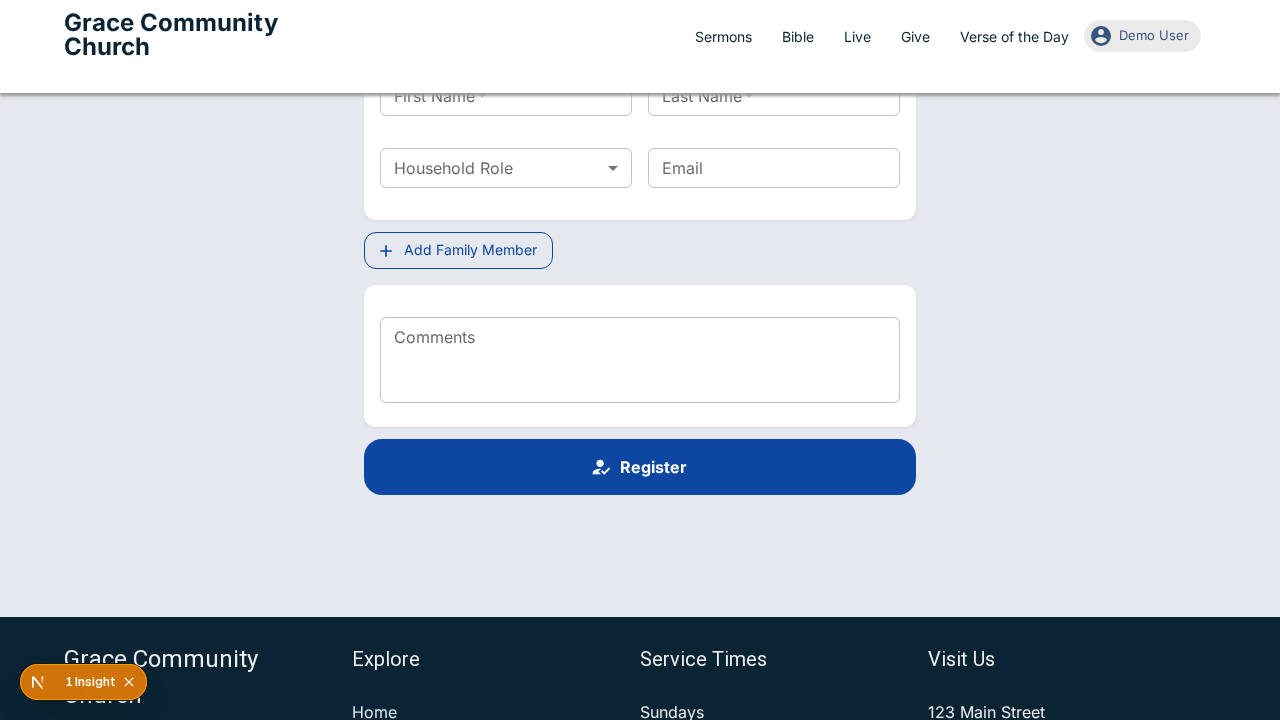 Grace Community
Church
Sermons
Bible
Live
Give
Verse of the Day
Demo User
First Name *
Last Name *
Household Role
Email
Add Family Member
Comments
Register
Grace Community
Church
Explore
Service Times
Visit Us
1 Insight
Home
Sundays
123 Main Street